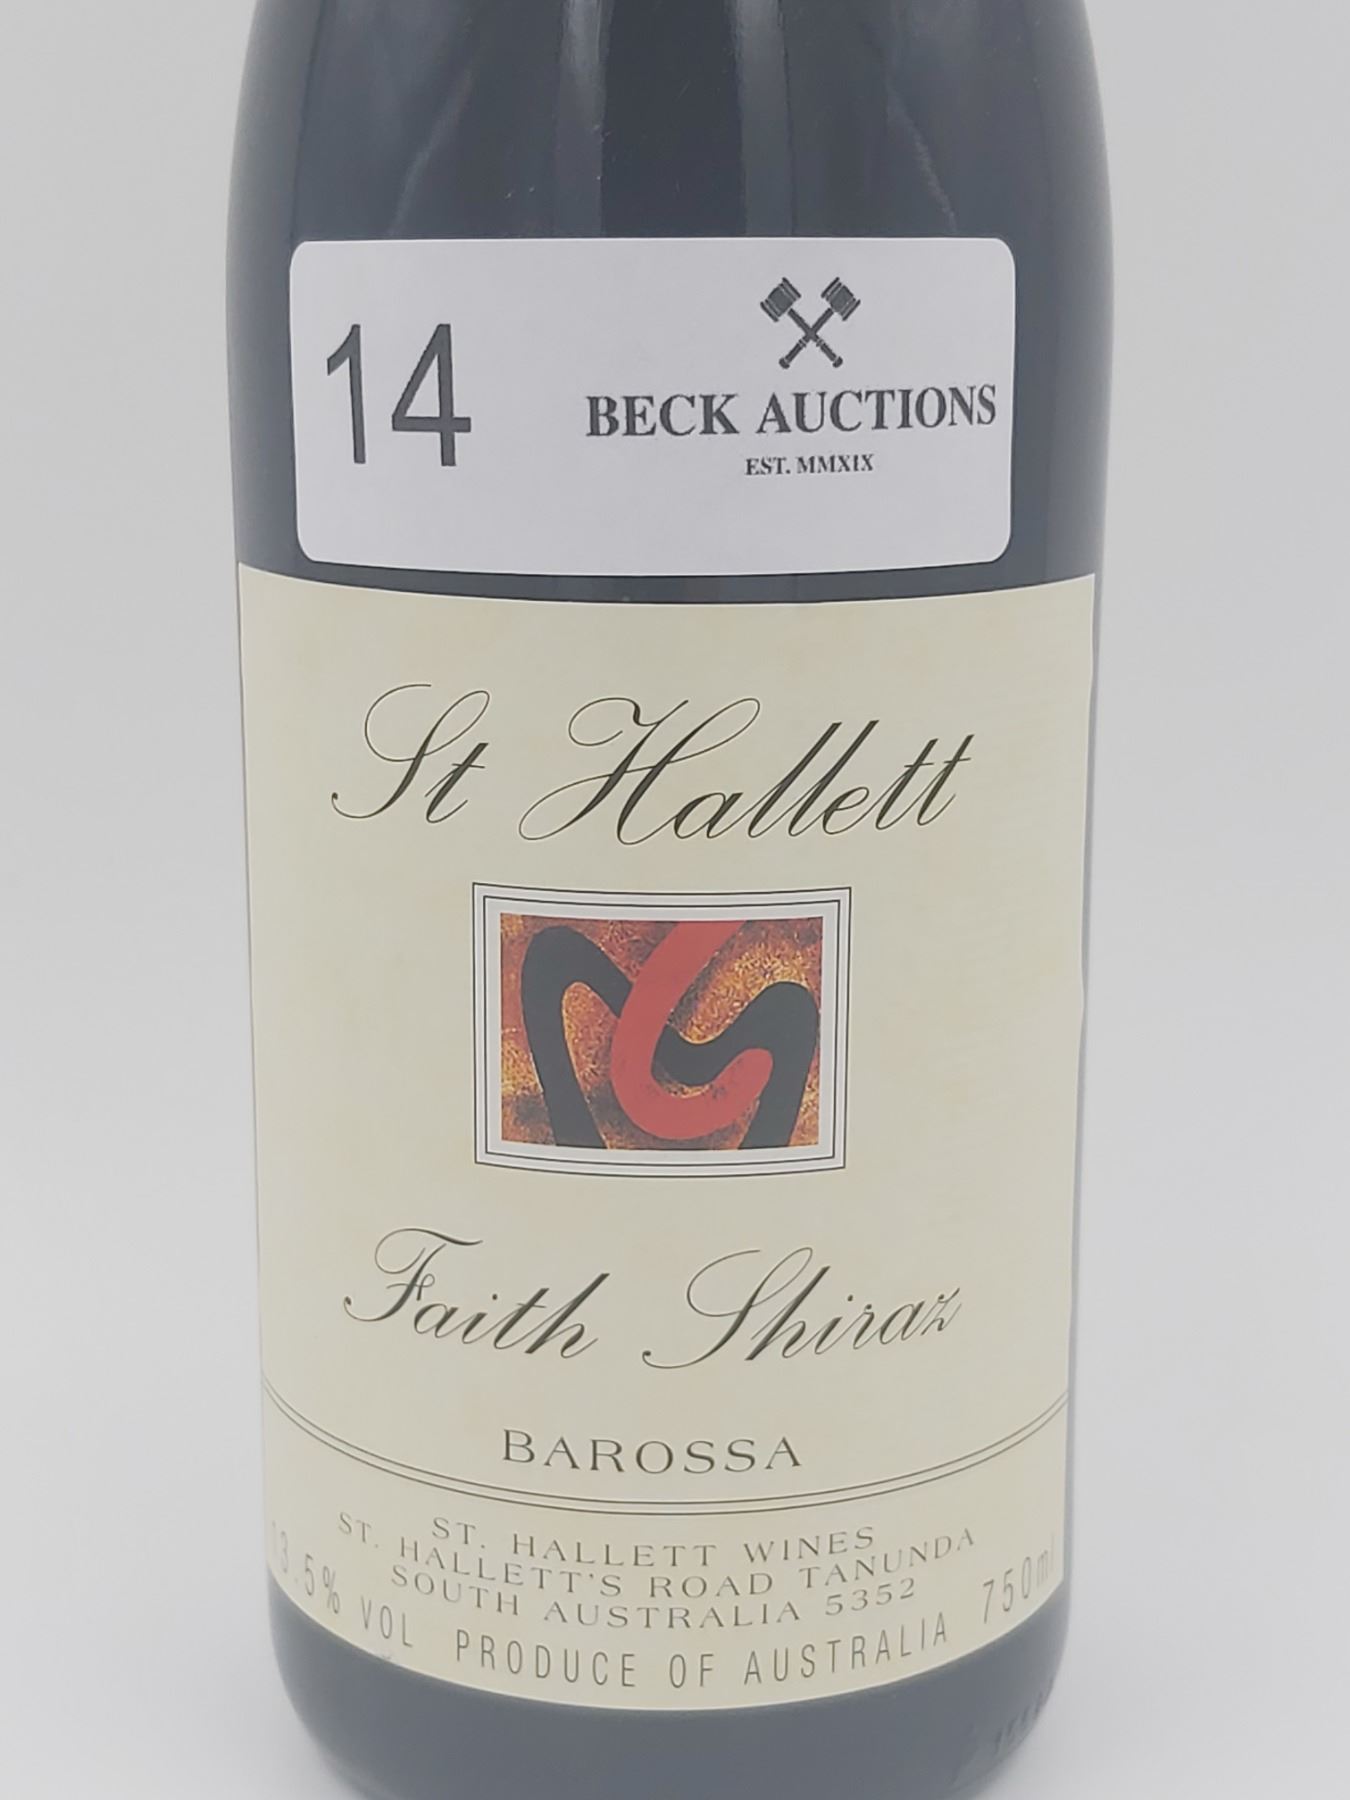 14
BECK AUCTIONS
EST. MMXIX
St Hallett
Faith Shiraz
BAROSSA
ST. HALLETT WINES
ST. HALLETT'S ROAD TANUNDA
SOUTH AUSTRALIA 5352
13.5% VOL PRODUCE OF AUSTRALIA 750ml